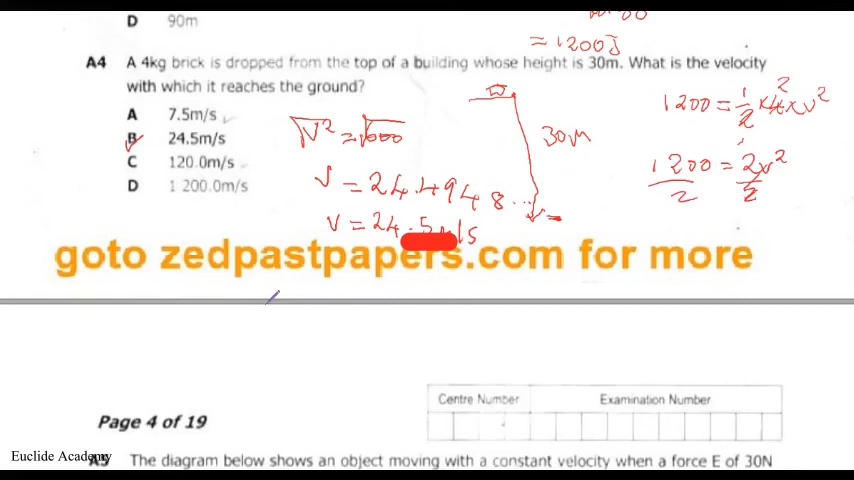 D 90m
= 1200J
A4 A 4kg brick is dropped from the top of a building whose height is 30m. What is the velocity
with which it reaches the ground?
A 7.5m/s
B 24.5m/s
C 120.0m/s
D 1 200.0m/s
√V² = √600
V = 24.4948...
V = 24.5m/s
30m
1200 = 1/2 x 4 x v²
2
1200 = 2v²
2 2
goto zedpastpapers.com for more
Centre Number Examination Number
Page 4 of 19
Euclide Academy
A5 The diagram below shows an object moving with a constant velocity when a force E of 30N